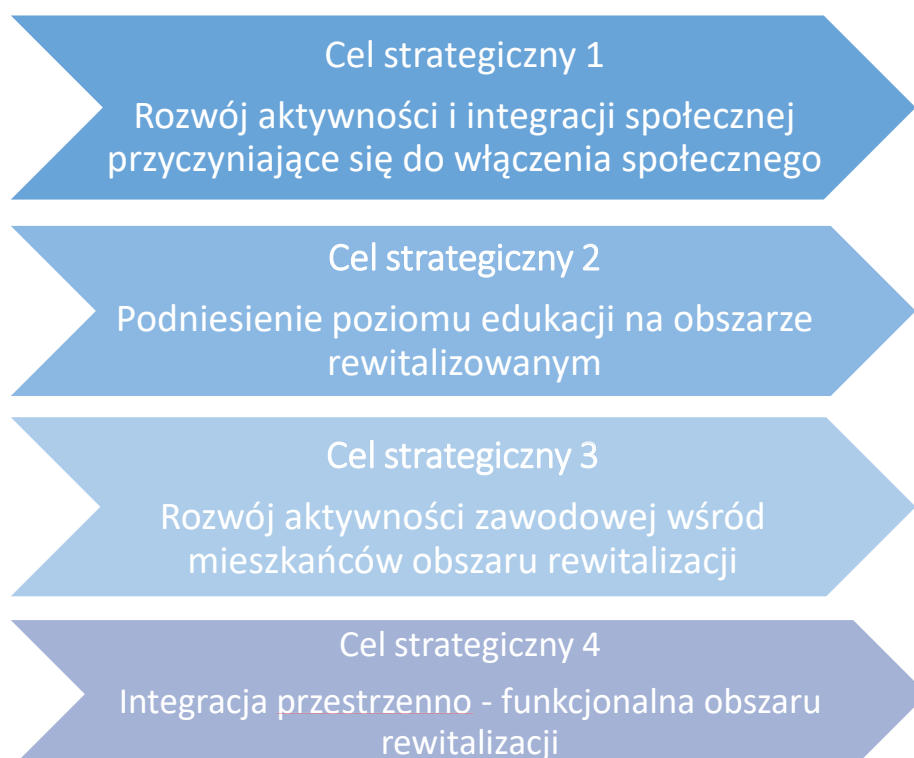 Cel strategiczny 1
Rozwój aktywności i integracji społecznej
przyczyniające się do włączenia społecznego
Cel strategiczny 2
Podniesienie poziomu edukacji na obszarze
rewitalizowanym
Cel strategiczny 3
Rozwój aktywności zawodowej wśród
mieszkańców obszaru rewitalizacji
Cel strategiczny 4
Integracja przestrzenno - funkcjonalna obszaru
rewitalizacji